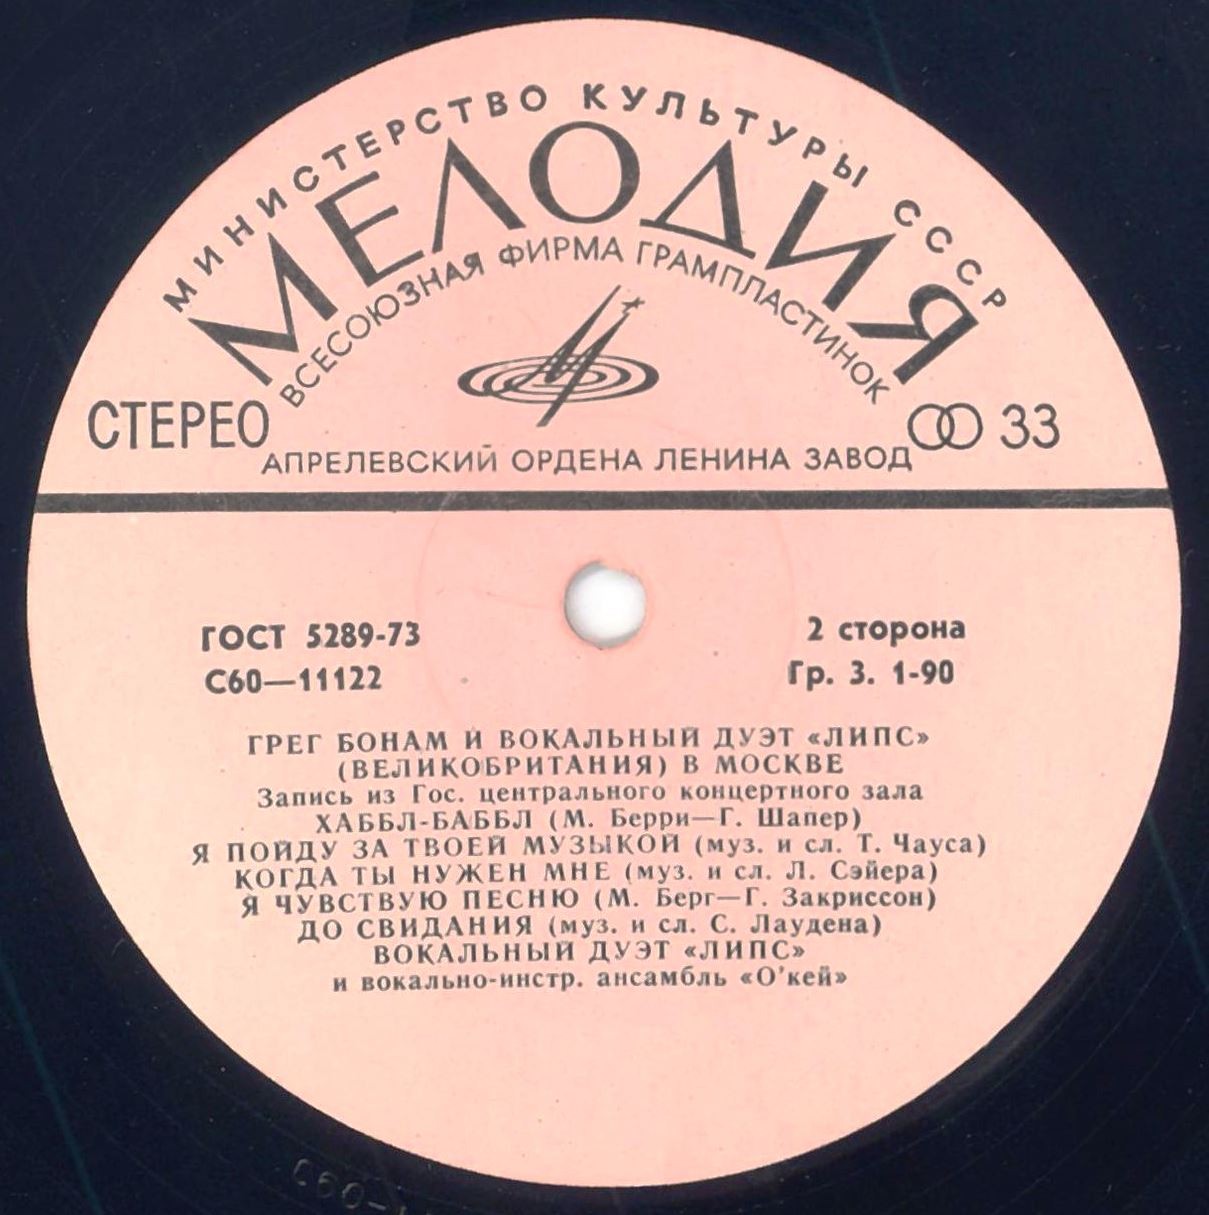 МИНИСТЕРСТВО КУЛЬТУРЫ СССР
МЕЛОДИЯ
ВСЕСОЮЗНАЯ ФИРМА ГРАМПЛАСТИНОК
СТЕРЕО 33
АПРЕЛЕВСКИЙ ОРДЕНА ЛЕНИНА ЗАВОД
ГОСТ 5289-73 2 сторона
С60—11122 Гр. 3. 1-90
ГРЕГ БОНАМ И ВОКАЛЬНЫЙ ДУЭТ «ЛИПС»
(ВЕЛИКОБРИТАНИЯ) В МОСКВЕ
Запись из Гос. центрального концертного зала
ХАББЛ-БАББЛ (М. Берри—Г. Шапер)
Я ПОЙДУ ЗА ТВОЕЙ МУЗЫКОЙ (муз. и сл. Т. Чауса)
КОГДА ТЫ НУЖЕН МНЕ (муз. и сл. Л. Сэйера)
Я ЧУВСТВУЮ ПЕСНЮ (М. Берг—Г. Закриссон)
ДО СВИДАНИЯ (муз. и сл. С. Лаудена)
ВОКАЛЬНЫЙ ДУЭТ «ЛИПС»
и вокально-инстр. ансамбль «О'кей»